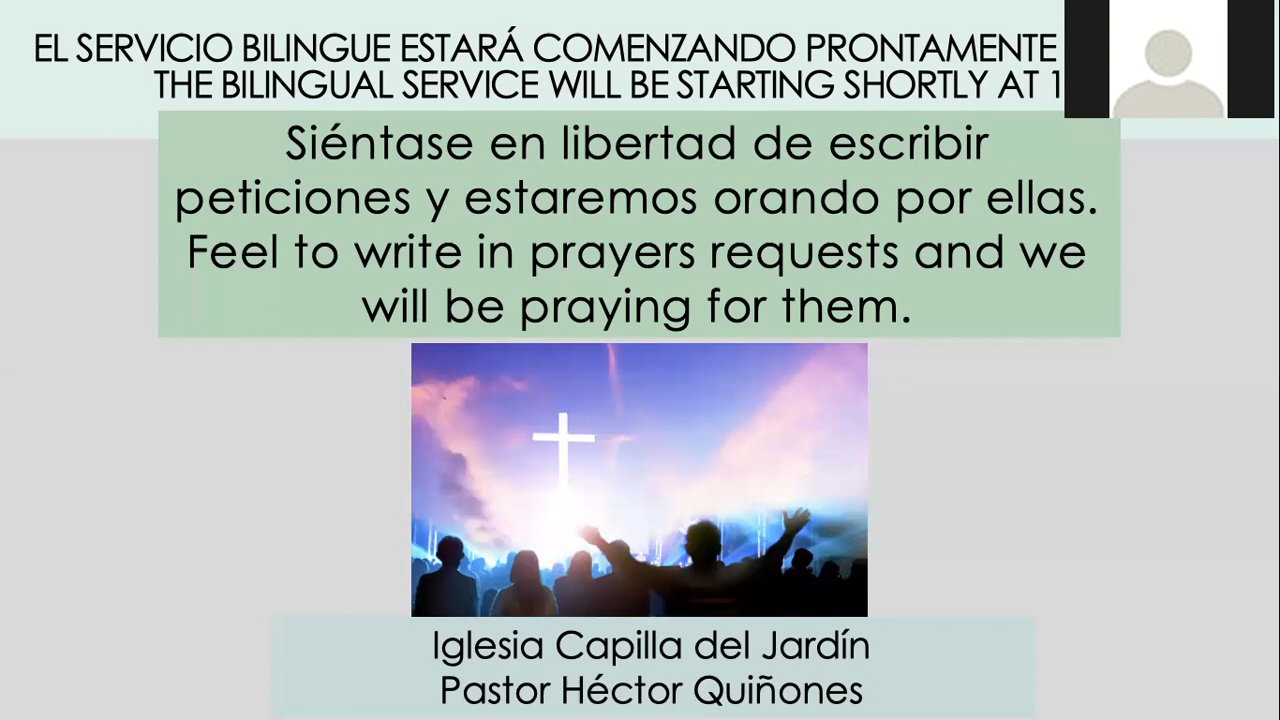 EL SERVICIO BILINGUE ESTARÁ COMENZANDO PRONTAMENTE
THE BILINGUAL SERVICE WILL BE STARTING SHORTLY AT 1
Siéntase en libertad de escribir
peticiones y estaremos orando por ellas.
Feel to write in prayers requests and we
will be praying for them.
Iglesia Capilla del Jardín
Pastor Héctor Quiñones